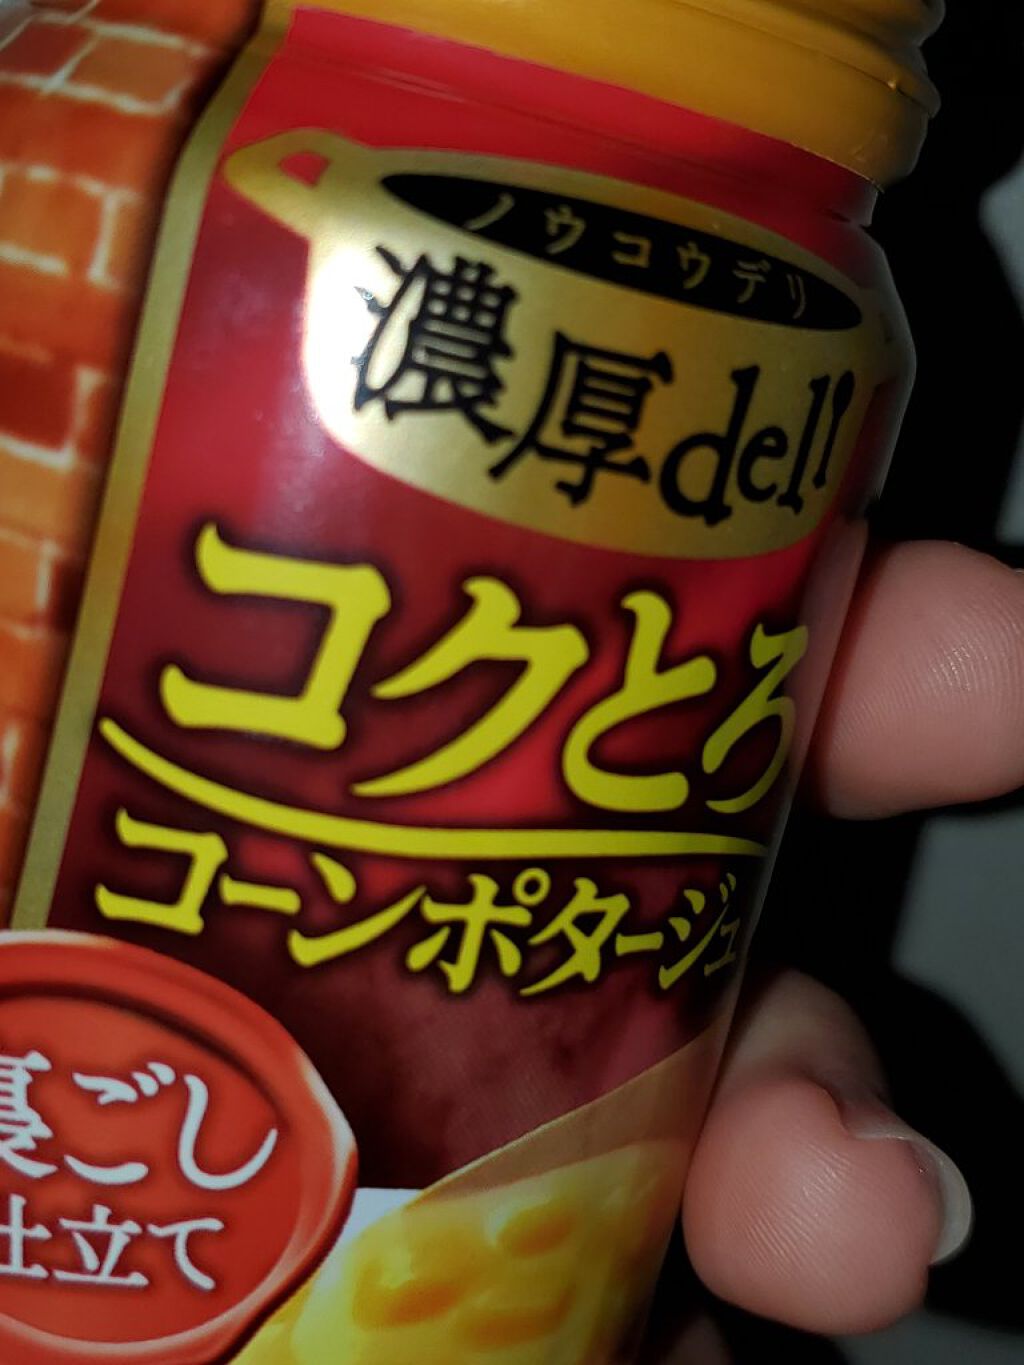 ノウコウデリ
濃厚deli
コクとろ
コーンポタージュ
裏ごし
仕立て